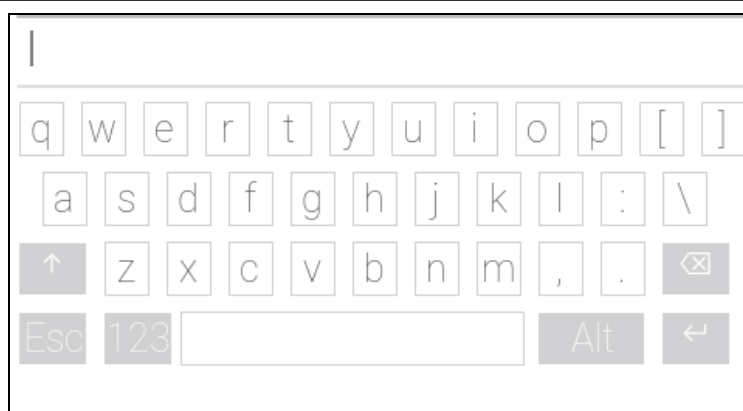 q w e r t y u i o p [ ]
a s d f g h j k l : \
↑ z x c v b n m , . ⌫
Esc 123 Alt ↵